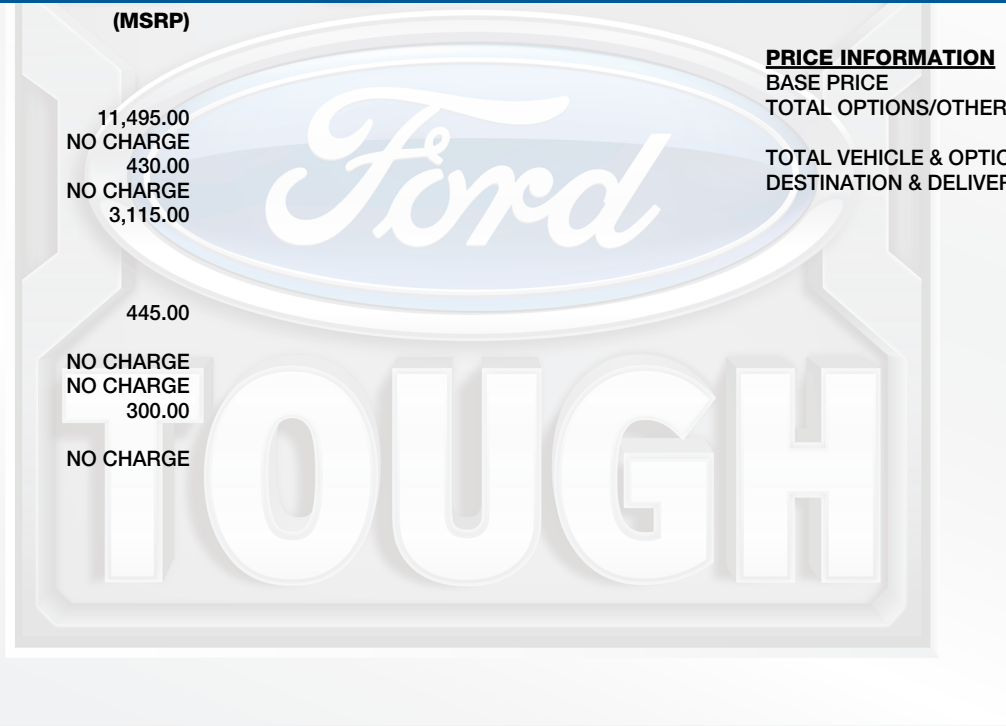 (MSRP)
11,495.00
NO CHARGE
430.00
NO CHARGE
3,115.00
445.00
NO CHARGE
NO CHARGE
300.00
NO CHARGE
PRICE INFORMATION
BASE PRICE
TOTAL OPTIONS/OTHER
TOTAL VEHICLE & OPTIO
DESTINATION & DELIVER
Ford
TOUGH